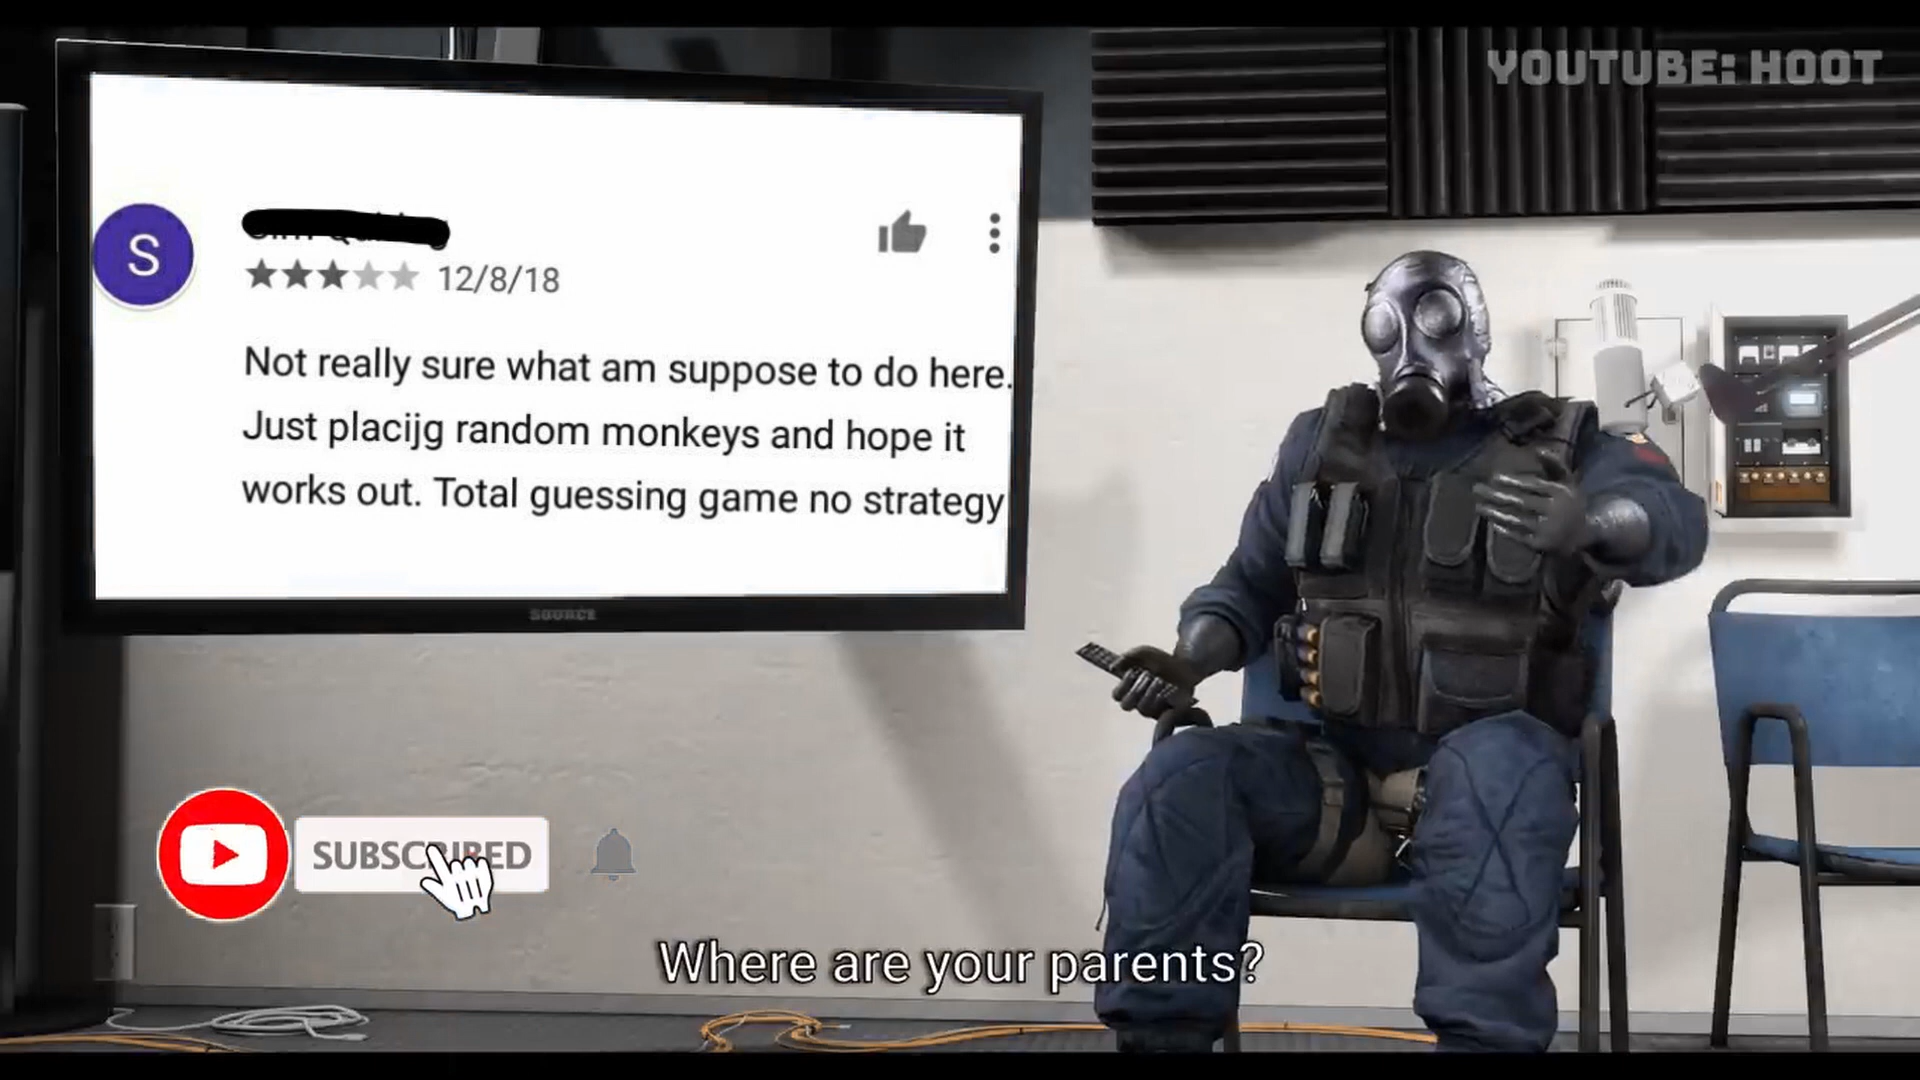 YOUTUBE: HOOT
S
12/8/18
Not really sure what am suppose to do here.
Just placijg random monkeys and hope it
works out. Total guessing game no strategy
SOURCE
SUBSCRIBED
Where are your parents?